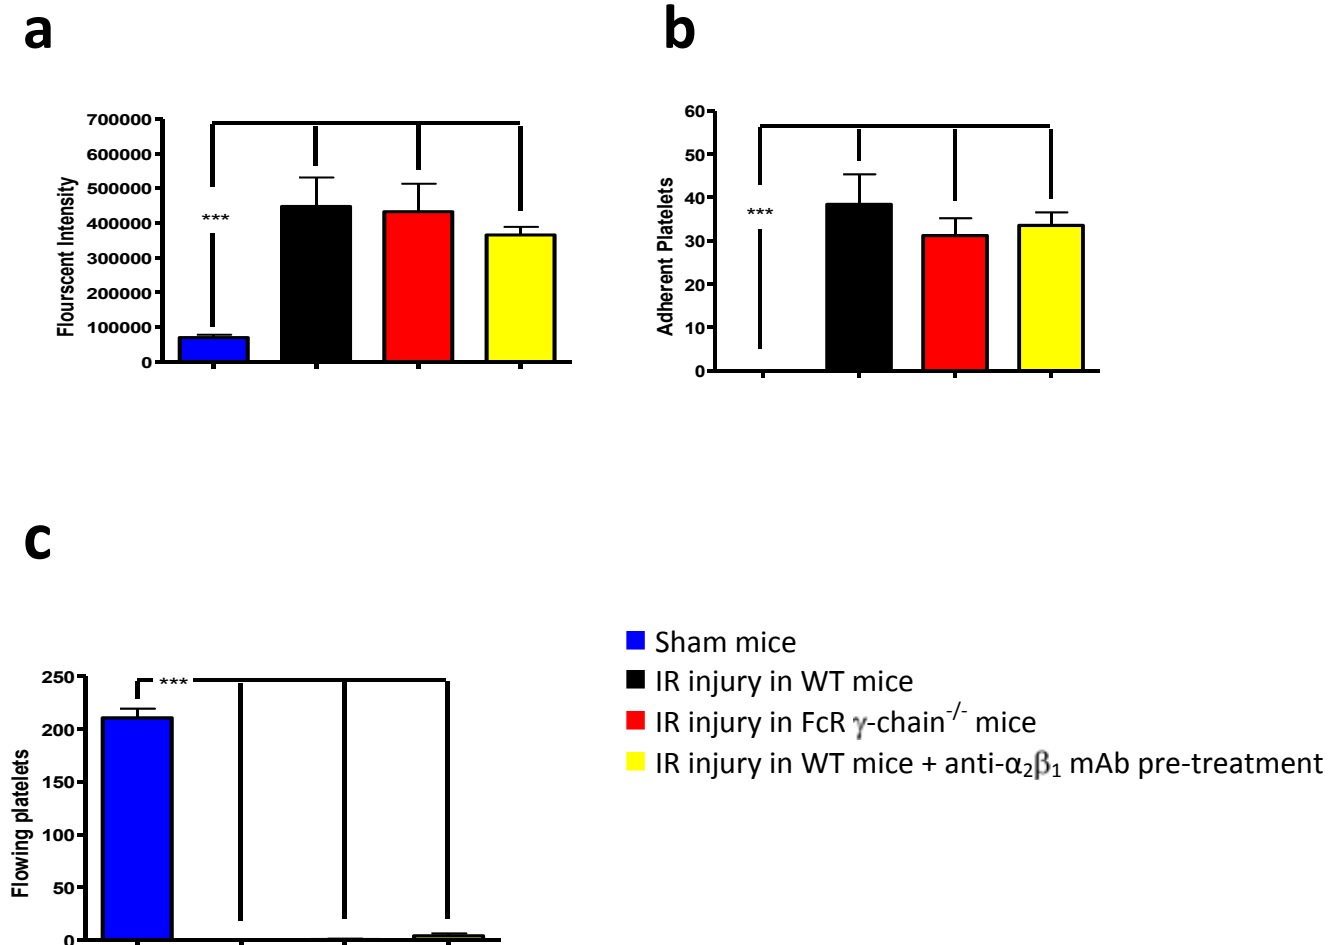 a
700000
600000
500000
400000
300000
200000
100000
0
Flourscent Intensity
***
b
60
50
40
30
20
10
0
Adherent Platelets
***
c
250
200
150
100
50
0
Flowing platelets
***
Sham mice
IR injury in WT mice
IR injury in FcR γ-chain⁻/⁻ mice
IR injury in WT mice + anti-α₂β₁ mAb pre-treatment